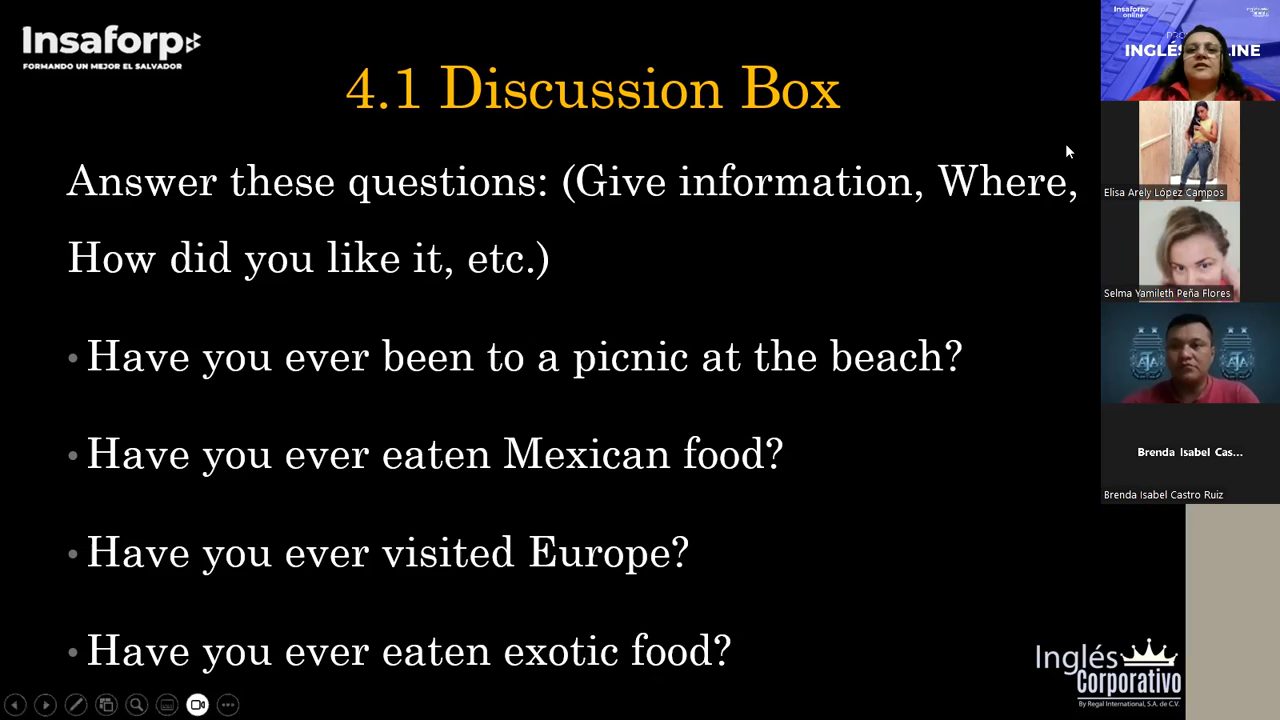 Insaforp
FORMANDO UN MEJOR EL SALVADOR
4.1 Discussion Box
Answer these questions: (Give information, Where,
How did you like it, etc.)
• Have you ever been to a picnic at the beach?
• Have you ever eaten Mexican food?
• Have you ever visited Europe?
• Have you ever eaten exotic food?
Inglés
Corporativo
By Regal International, S.A. de C.V.
Insaforp
online
INGLÉS
LINE
Elisa Arely López Campos
Selma Yamileth Peña Flores
AFA
AFA
Brenda Isabel Cas...
Brenda Isabel Castro Ruiz